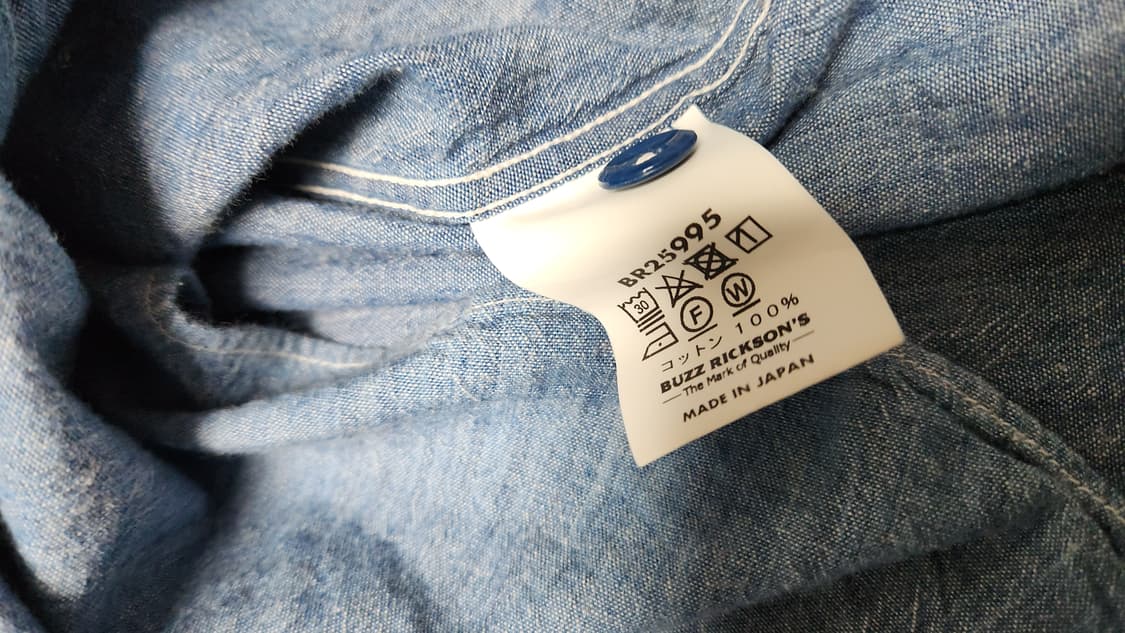 BR25995
30
F W
コットン 100%
BUZZ RICKSON'S
The Mark of Quality
MADE IN JAPAN